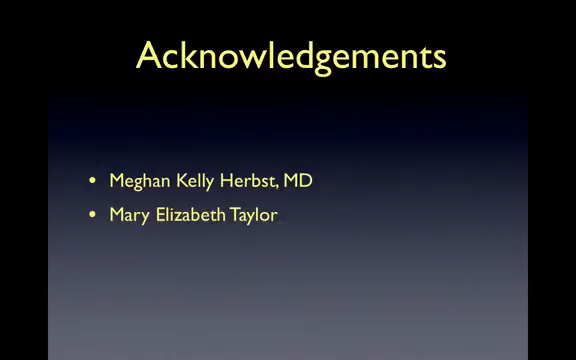 Acknowledgements
• Meghan Kelly Herbst, MD
• Mary Elizabeth Taylor